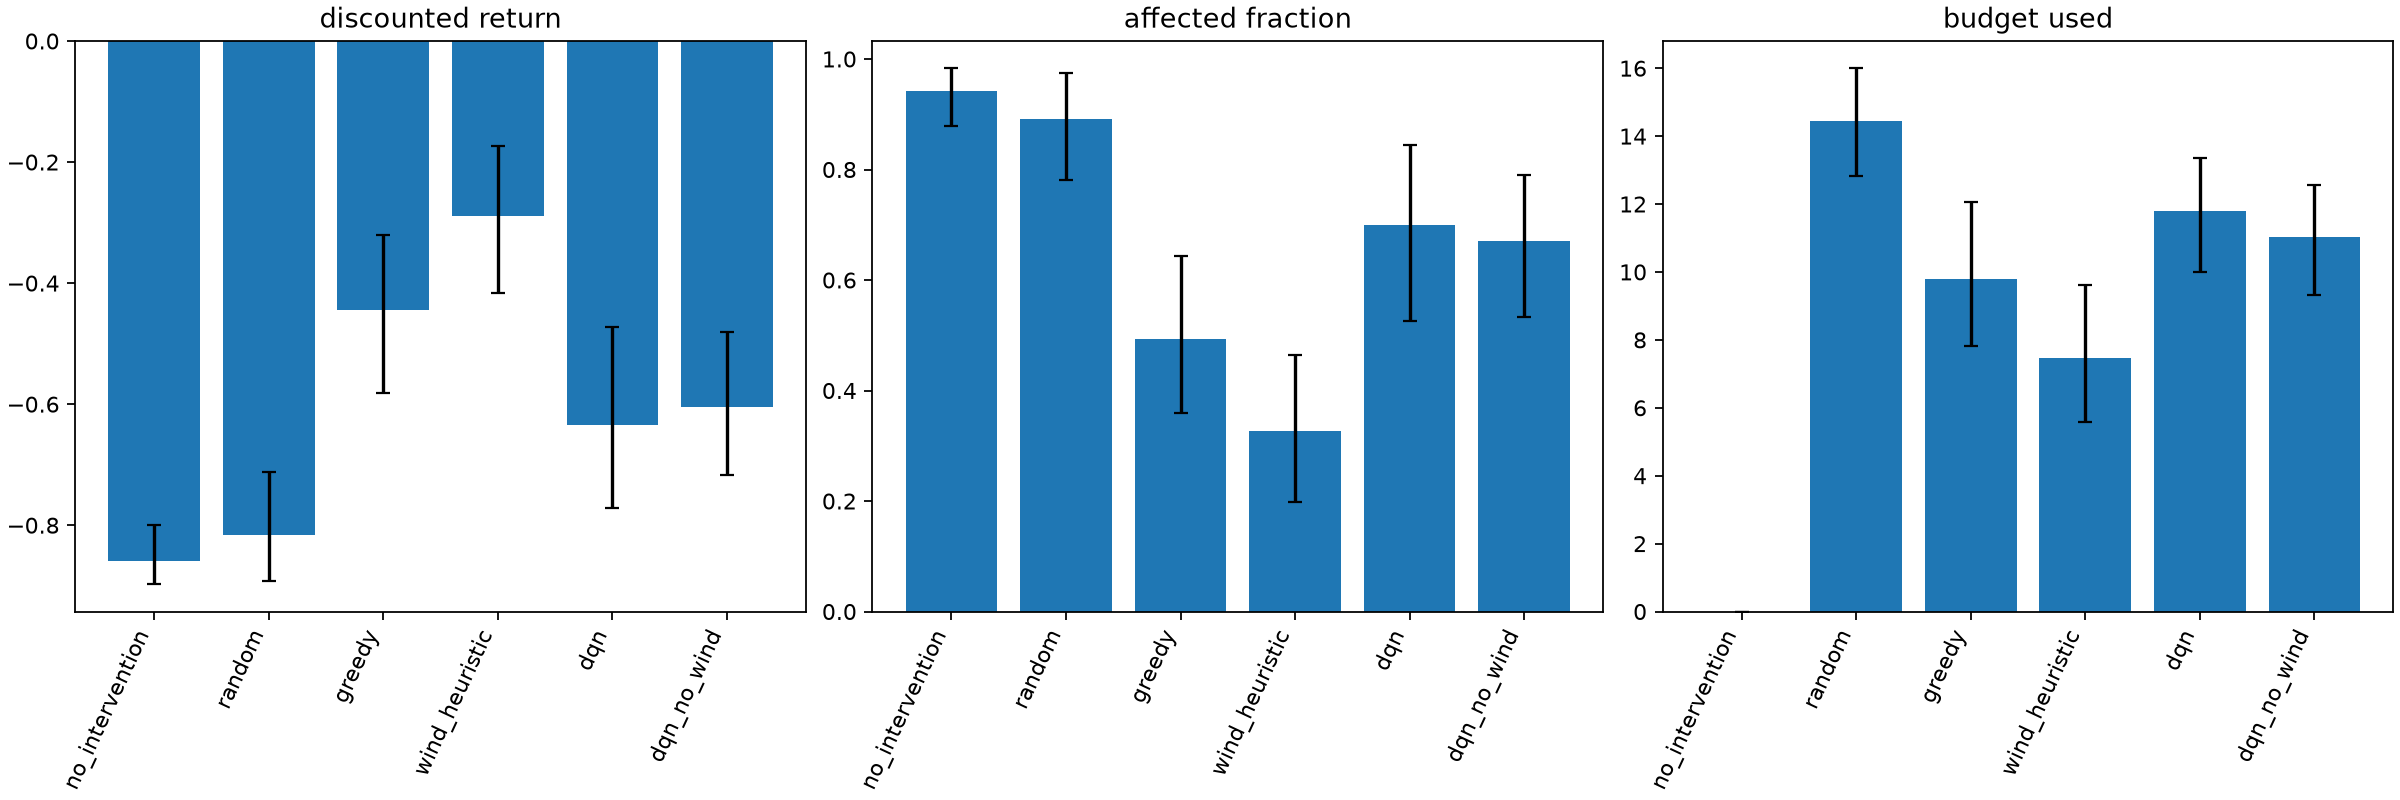 discounted return
0.0
−0.2
−0.4
−0.6
−0.8
no_intervention
random
greedy
wind_heuristic
dqn
dqn_no_wind
affected fraction
1.0
0.8
0.6
0.4
0.2
0.0
no_intervention
random
greedy
wind_heuristic
dqn
dqn_no_wind
budget used
16
14
12
10
8
6
4
2
0
no_intervention
random
greedy
wind_heuristic
dqn
dqn_no_wind